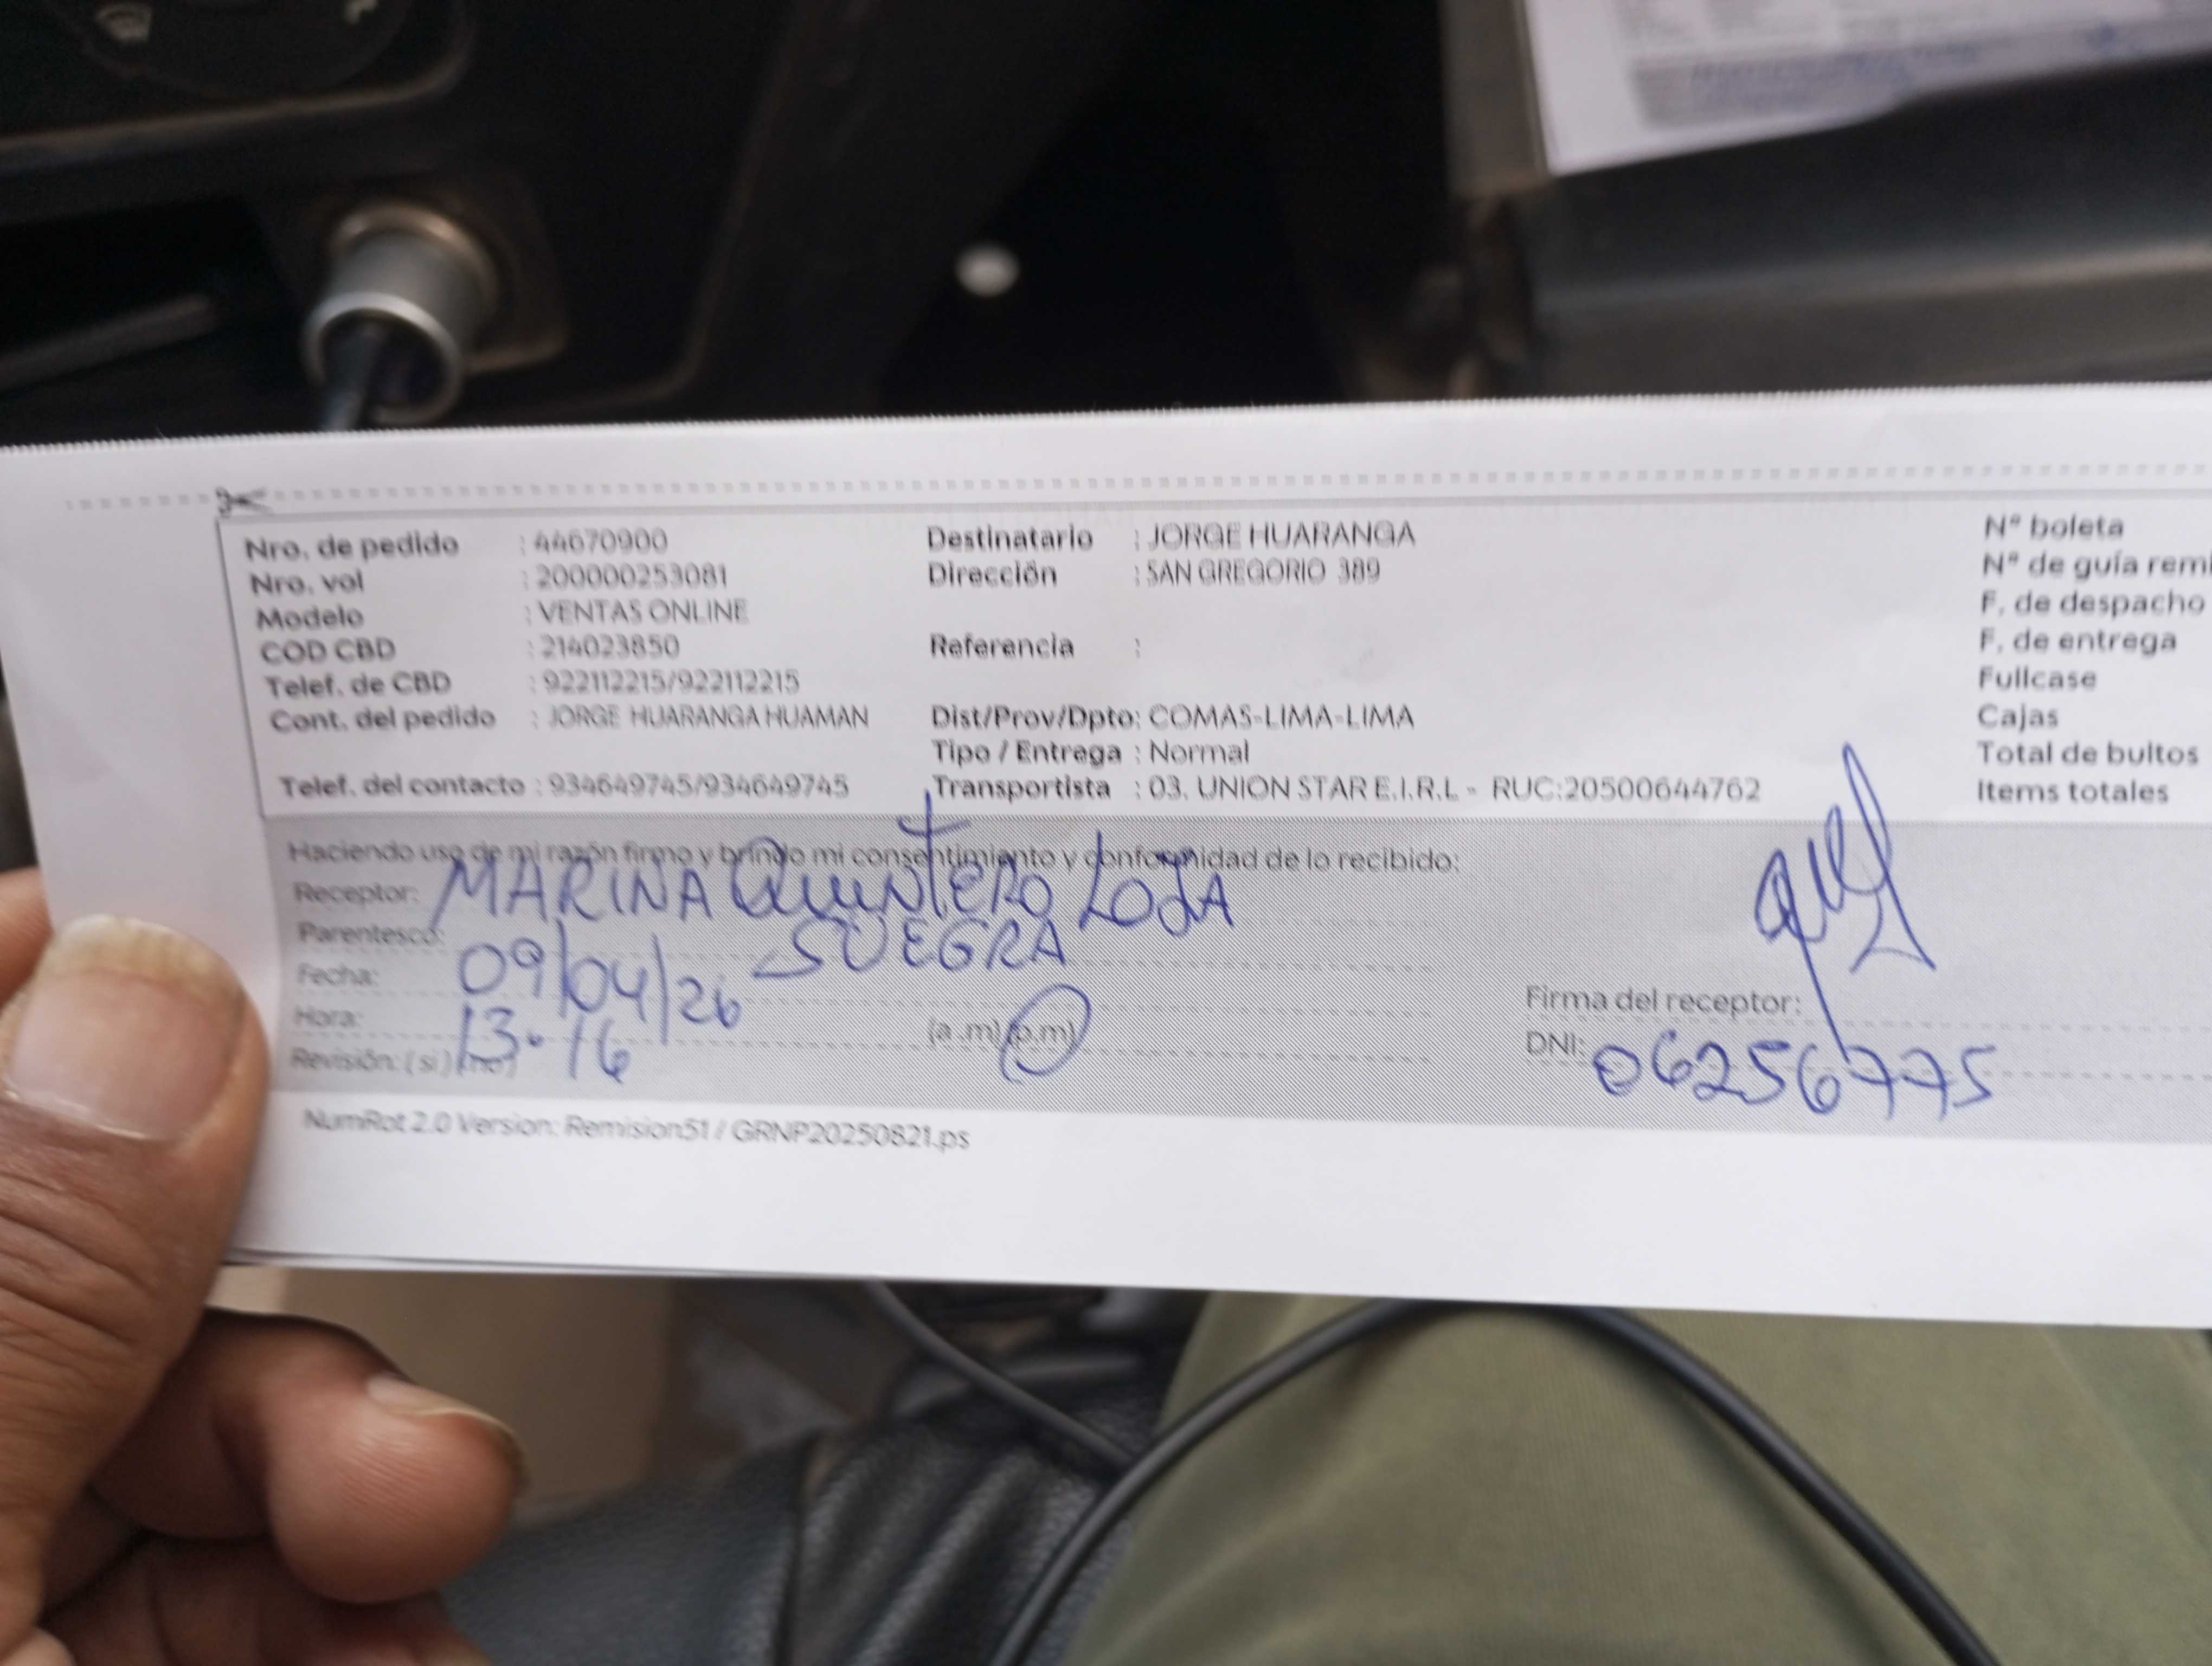 Nro. de pedido : 44670900
Nro. vol : 200000253081
Modelo : VENTAS ONLINE
COD CBD : 214023850
Telef. de CBD : 922112215/922112215
Cont. del pedido : JORGE HUARANGA HUAMAN
Telef. del contacto : 934649745/934649745
Destinatario : JORGE HUARANGA
Dirección : SAN GREGORIO 389
Referencia :
Dist/Prov/Dpto: COMAS-LIMA-LIMA
Tipo / Entrega : Normal
Transportista : 03. UNION STAR E.I.R.L - RUC:20500644762
N° boleta
N° de guía remi
F. de despacho
F. de entrega
Fullcase
Cajas
Total de bultos
Items totales
Haciendo uso de mi razón firmo y brindo mi consentimiento y conformidad de lo recibido:
Receptor: MARINA QUINTERO LOJA
Parentesco: SUEGRA
Fecha: 09/04/26
Hora: 13.16 (a.m) (p.m)
Revisión: (si) (no)
Firma del receptor:
DNI: 06256775
NumRot 2.0 Version: Remision51 / GRNP20250821.ps